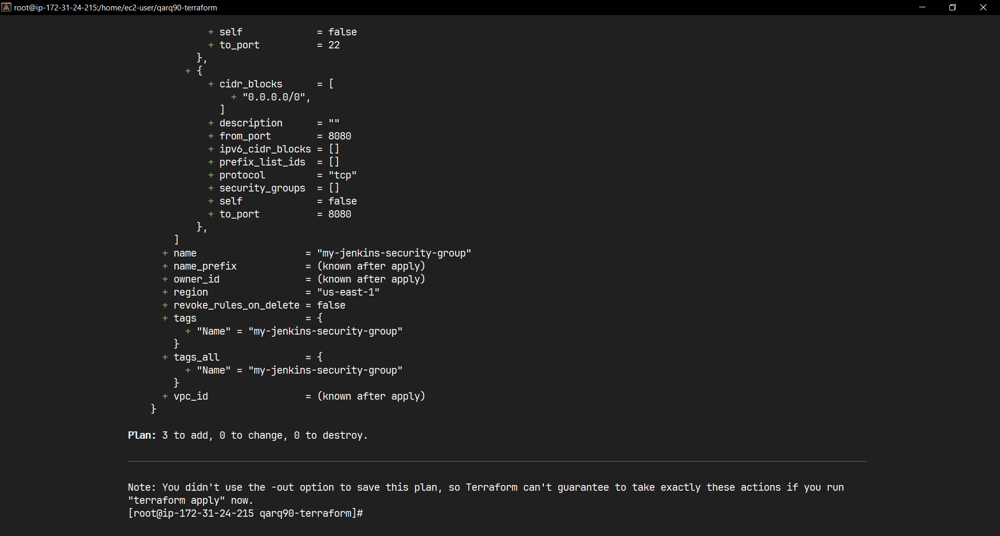 root@ip-172-31-24-215:/home/ec2-user/qarq90-terraform
+ self             = false
+ to_port          = 22
},
+ {
+ cidr_blocks      = [
+ "0.0.0.0/0",
]
+ description      = ""
+ from_port        = 8080
+ ipv6_cidr_blocks = []
+ prefix_list_ids  = []
+ protocol         = "tcp"
+ security_groups  = []
+ self             = false
+ to_port          = 8080
},
]
+ name                   = "my-jenkins-security-group"
+ name_prefix            = (known after apply)
+ owner_id               = (known after apply)
+ region                 = "us-east-1"
+ revoke_rules_on_delete = false
+ tags                   = {
+ "Name" = "my-jenkins-security-group"
}
+ tags_all               = {
+ "Name" = "my-jenkins-security-group"
}
+ vpc_id                 = (known after apply)
}
Plan: 3 to add, 0 to change, 0 to destroy.
Note: You didn't use the -out option to save this plan, so Terraform can't guarantee to take exactly these actions if you run
"terraform apply" now.
[root@ip-172-31-24-215 qarq90-terraform]#